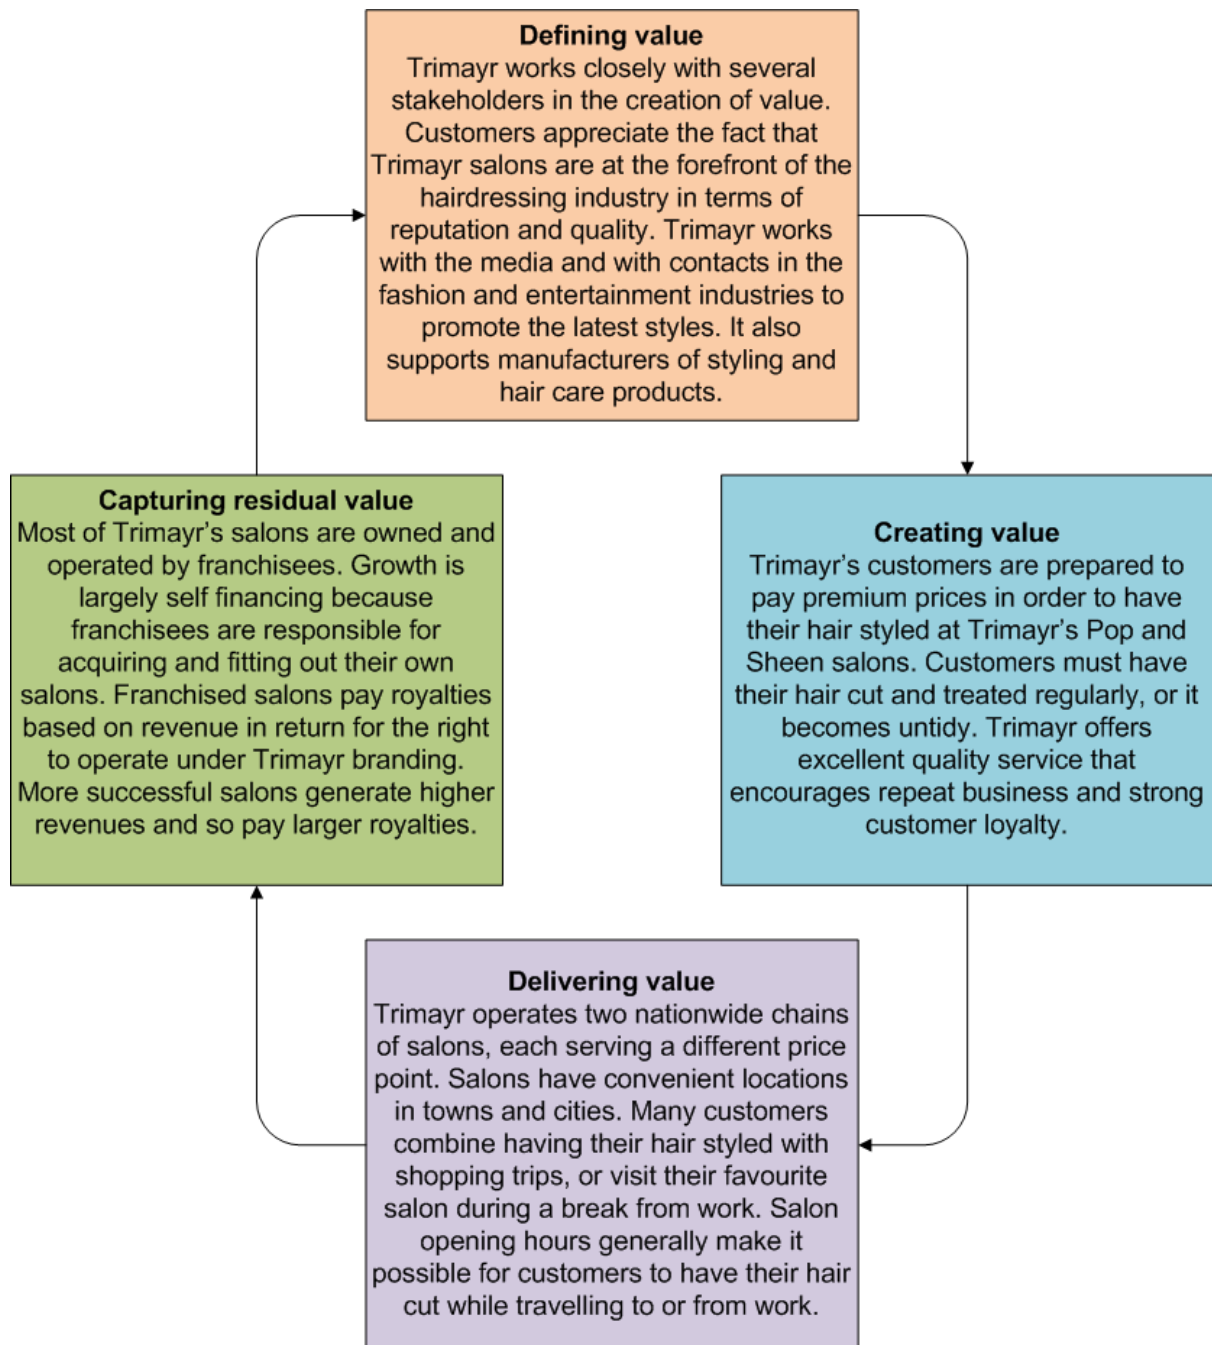 Defining value
Trimayr works closely with several
stakeholders in the creation of value.
Customers appreciate the fact that
Trimayr salons are at the forefront of the
hairdressing industry in terms of
reputation and quality. Trimayr works
with the media and with contacts in the
fashion and entertainment industries to
promote the latest styles. It also
supports manufacturers of styling and
hair care products.
Capturing residual value
Most of Trimayr’s salons are owned and
operated by franchisees. Growth is
largely self financing because
franchisees are responsible for
acquiring and fitting out their own
salons. Franchised salons pay royalties
based on revenue in return for the right
to operate under Trimayr branding.
More successful salons generate higher
revenues and so pay larger royalties.
Creating value
Trimayr’s customers are prepared to
pay premium prices in order to have
their hair styled at Trimayr’s Pop and
Sheen salons. Customers must have
their hair cut and treated regularly, or it
becomes untidy. Trimayr offers
excellent quality service that
encourages repeat business and strong
customer loyalty.
Delivering value
Trimayr operates two nationwide chains
of salons, each serving a different price
point. Salons have convenient locations
in towns and cities. Many customers
combine having their hair styled with
shopping trips, or visit their favourite
salon during a break from work. Salon
opening hours generally make it
possible for customers to have their hair
cut while travelling to or from work.